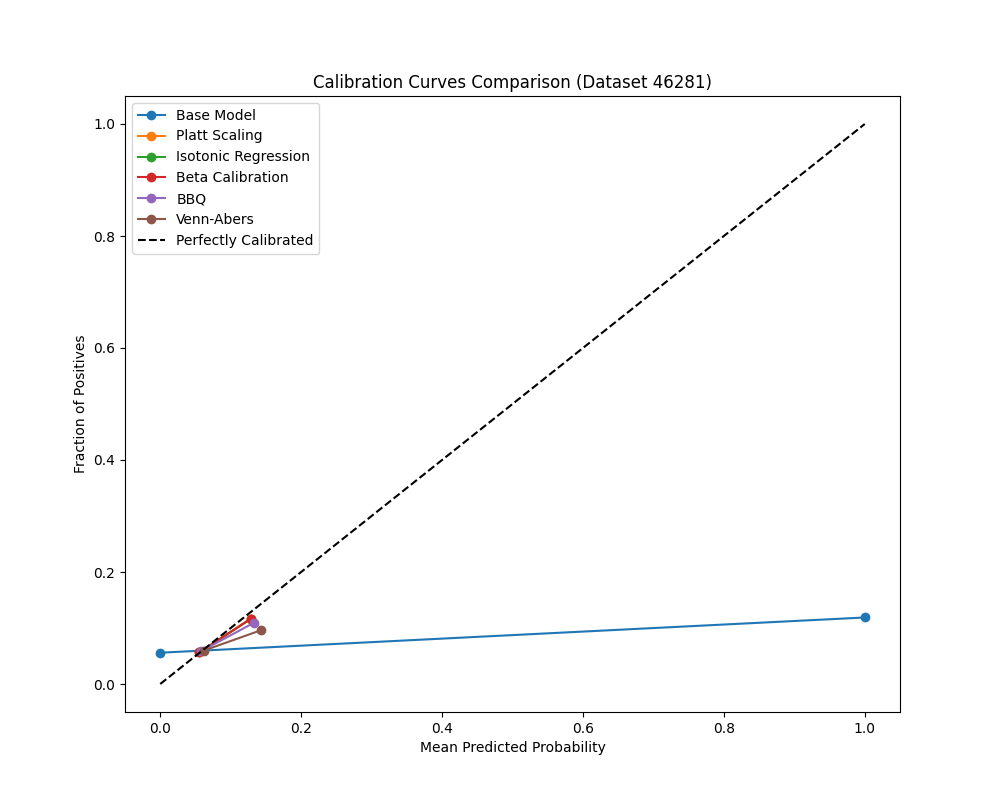 Calibration Curves Comparison (Dataset 46281)
Base Model
Platt Scaling
Isotonic Regression
Beta Calibration
BBQ
Venn-Abers
Perfectly Calibrated
1.0
0.8
0.6
0.4
0.2
0.0
Fraction of Positives
0.0 0.2 0.4 0.6 0.8 1.0
Mean Predicted Probability